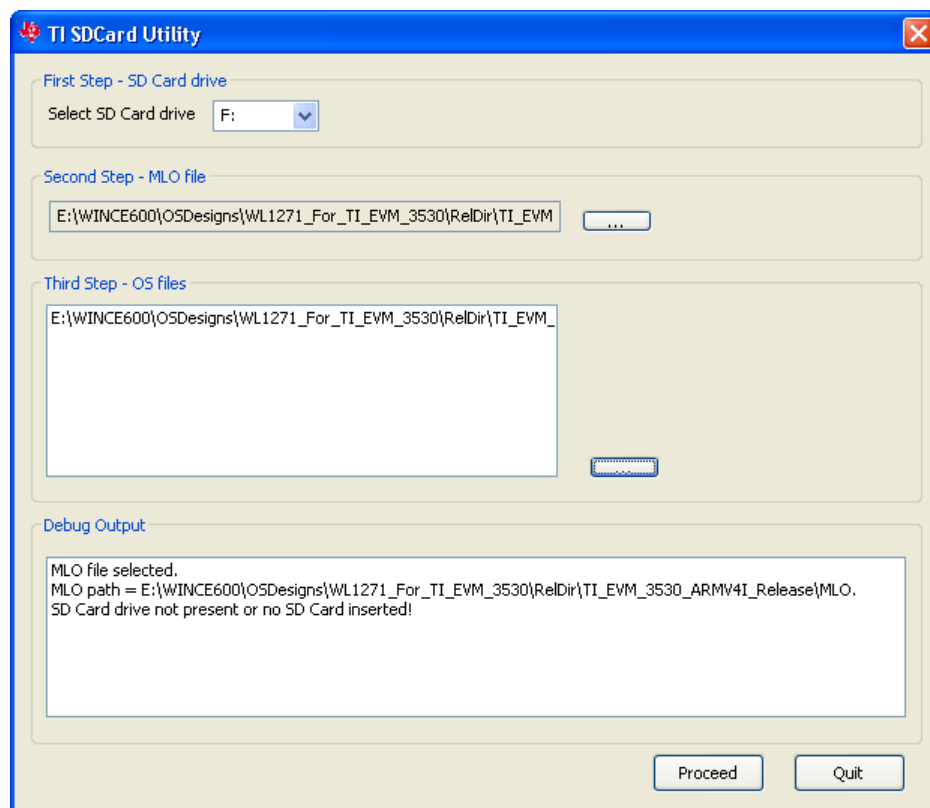 TI SDCard Utility
First Step - SD Card drive
Select SD Card drive F:
Second Step - MLO file
E:\WINCE600\OSDesigns\WL1271_For_TI_EVM_3530\RelDir\TI_EVM
...
Third Step - OS files
E:\WINCE600\OSDesigns\WL1271_For_TI_EVM_3530\RelDir\TI_EVM_
...
Debug Output
MLO file selected.
MLO path = E:\WINCE600\OSDesigns\WL1271_For_TI_EVM_3530\RelDir\TI_EVM_3530_ARMV4I_Release\MLO.
SD Card drive not present or no SD Card inserted!
Proceed Quit